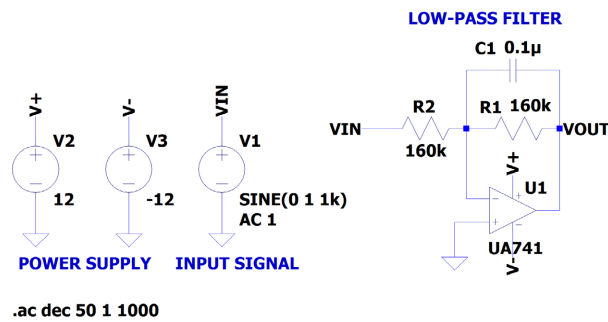 LOW-PASS FILTER
C1 0.1µ
V+ V- VIN
V2 V3 V1
R2 R1 160k
VIN VOUT
160k
V+ U1
12 -12 SINE(0 1 1k)
AC 1
UA741
V-
POWER SUPPLY INPUT SIGNAL
.ac dec 50 1 1000